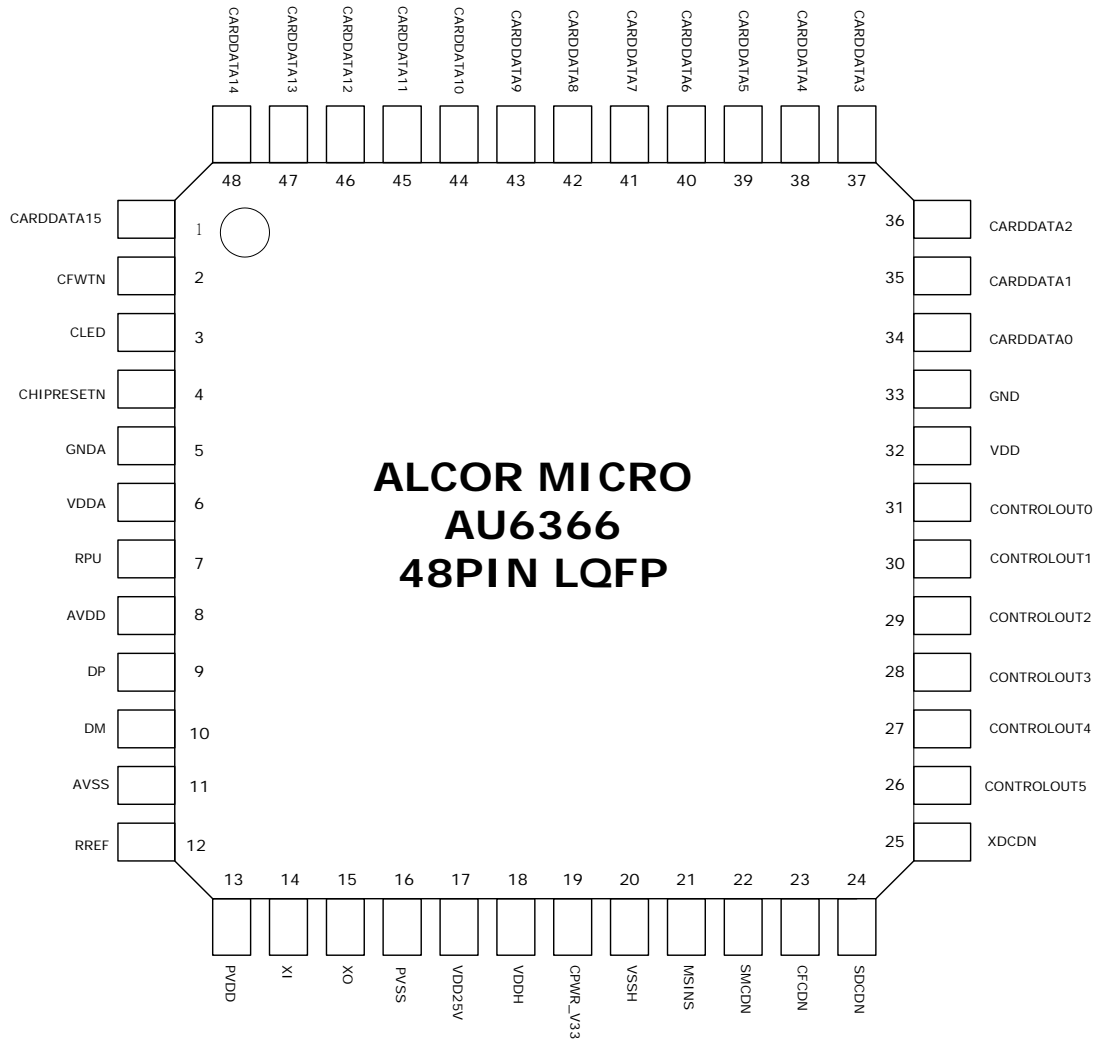 CARDDATA14
CARDDATA13
CARDDATA12
CARDDATA11
CARDDATA10
CARDDATA9
CARDDATA8
CARDDATA7
CARDDATA6
CARDDATA5
CARDDATA4
CARDDATA3
48 47 46 45 44 43 42 41 40 39 38 37
CARDDATA15 1
CFWTN 2
CLED 3
CHIPRESETN 4
GNDA 5
VDDA 6
RPU 7
AVDD 8
DP 9
DM 10
AVSS 11
RREF 12
ALCOR MICRO
AU6366
48PIN LQFP
36 CARDDATA2
35 CARDDATA1
34 CARDDATA0
33 GND
32 VDD
31 CONTROLOUT0
30 CONTROLOUT1
29 CONTROLOUT2
28 CONTROLOUT3
27 CONTROLOUT4
26 CONTROLOUT5
25 XDCDN
13 14 15 16 17 18 19 20 21 22 23 24
PVDD
XI
XO
PVSS
VDD25V
VDDH
CPWR_V33
VSSH
MSINS
SMCDN
CFCDN
SDCDN